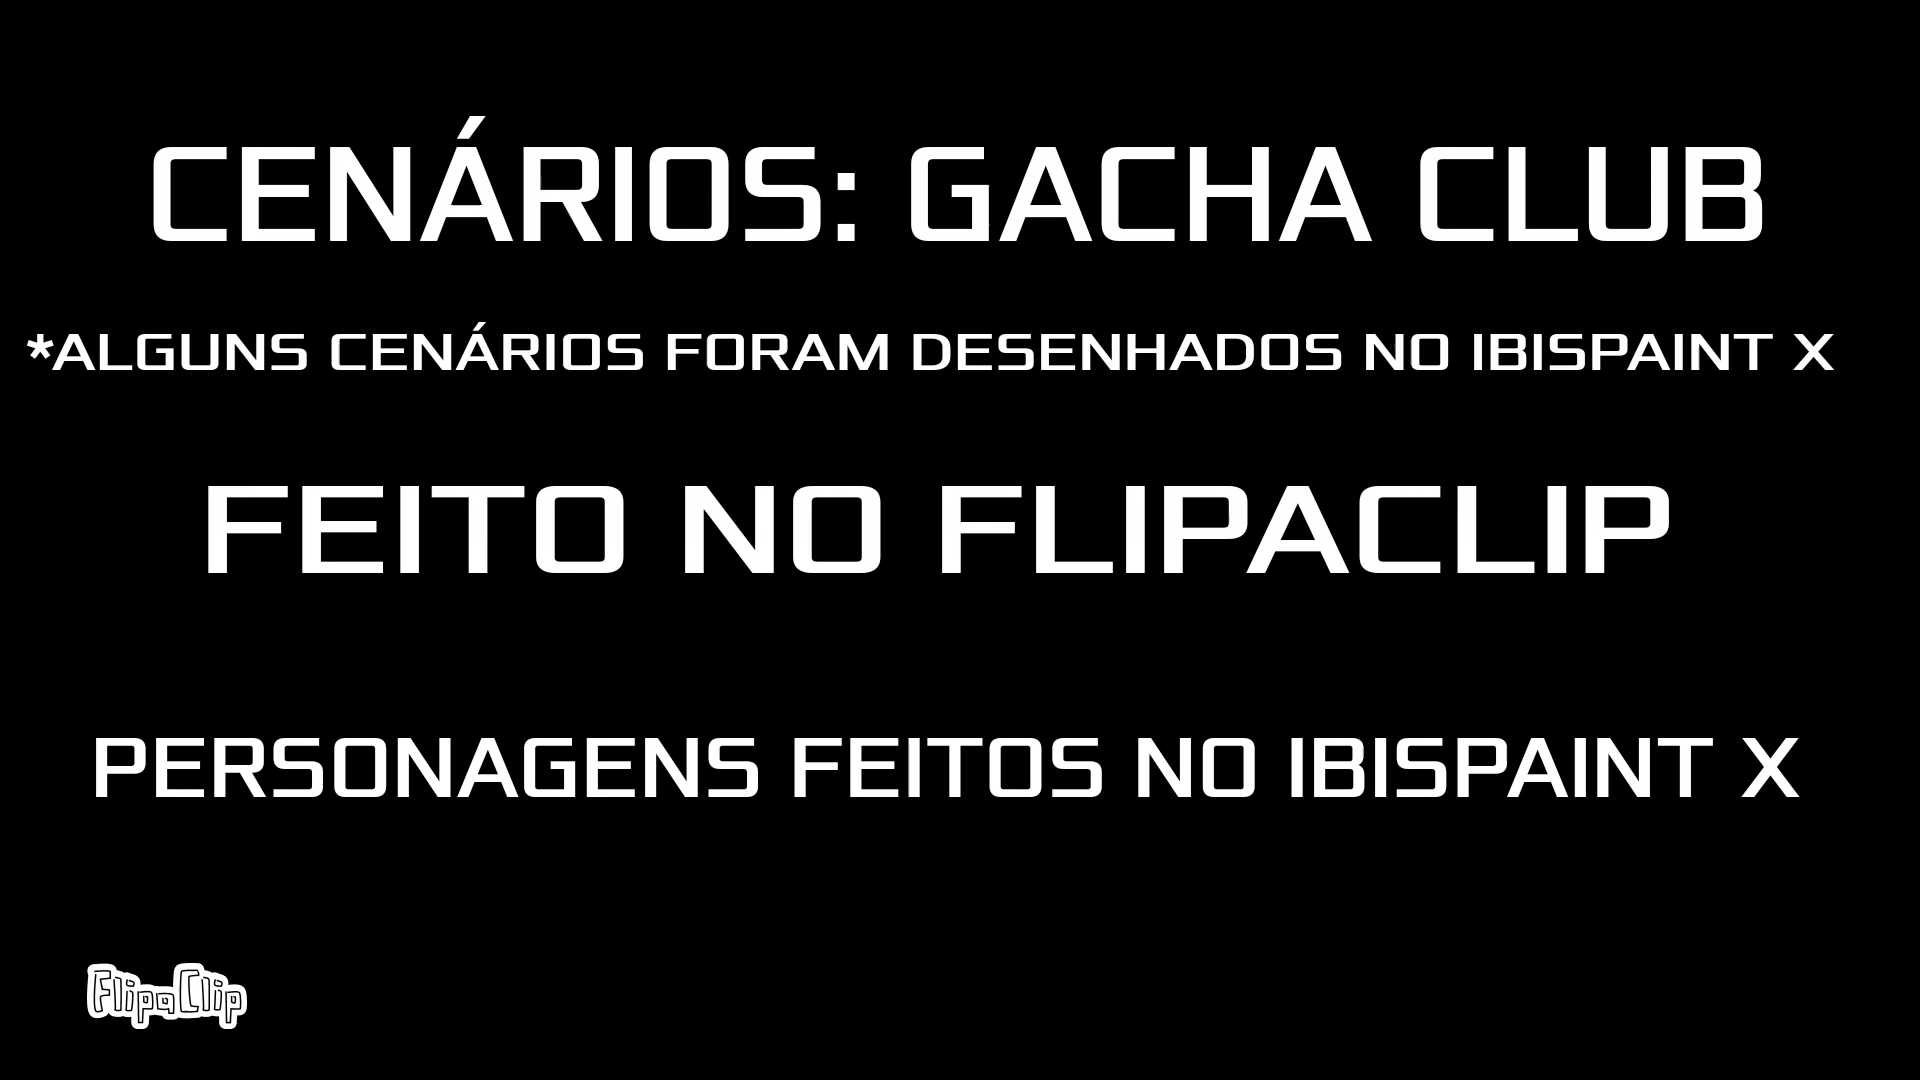 CENÁRIOS: GACHA CLUB
*ALGUNS CENÁRIOS FORAM DESENHADOS NO IBISPAINT X
FEITO NO FLIPACLIP
PERSONAGENS FEITOS NO IBISPAINT X
FlipaClip